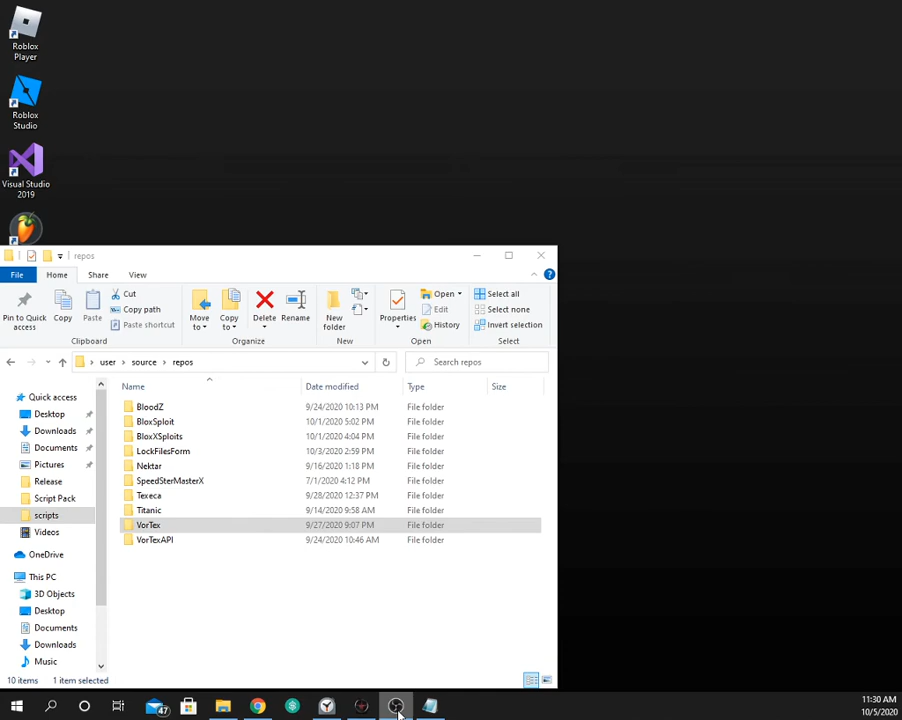 Roblox
Player
Roblox
Studio
Visual Studio
2019
repos
File Home Share View
Pin to Quick
access
Copy
Paste
Cut
Copy path
Paste shortcut
Clipboard
Move
to
Copy
to
Delete
Rename
Organize
New
folder
New
Properties
Open
Edit
History
Open
Select all
Select none
Invert selection
Select
user source repos
Search repos
Name Date modified Type Size
Quick access
Desktop
Downloads
Documents
Pictures
Release
Script Pack
scripts
Videos
OneDrive
This PC
3D Objects
Desktop
Documents
Downloads
Music
BloodZ 9/24/2020 10:13 PM File folder
BloxSploit 10/1/2020 5:02 PM File folder
BloxXSploits 10/1/2020 4:04 PM File folder
LockFilesForm 10/3/2020 2:59 PM File folder
Nektar 9/16/2020 1:18 PM File folder
SpeedSterMasterX 7/1/2020 4:12 PM File folder
Texeca 9/28/2020 12:37 PM File folder
Titanic 9/14/2020 9:58 AM File folder
VorTex 9/27/2020 9:07 PM File folder
VorTexAPI 9/24/2020 10:46 AM File folder
10 items 1 item selected
47
11:30 AM
10/5/2020